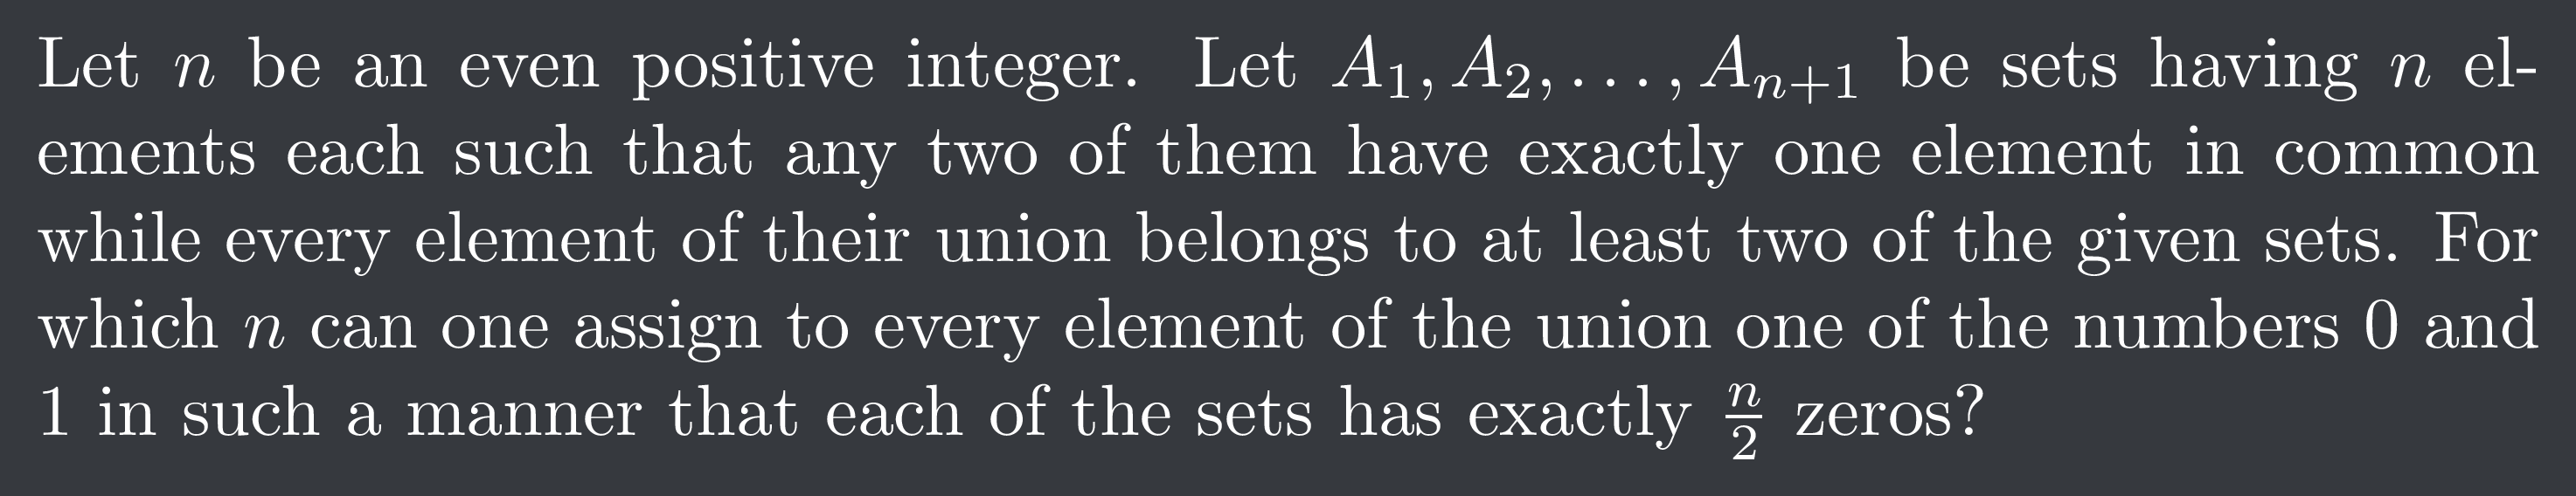 Let n be an even positive integer. Let A₁, A₂, . . . , Aₙ₊₁ be sets having n el-
ements each such that any two of them have exactly one element in common
while every element of their union belongs to at least two of the given sets. For
which n can one assign to every element of the union one of the numbers 0 and
1 in such a manner that each of the sets has exactly n/2 zeros?